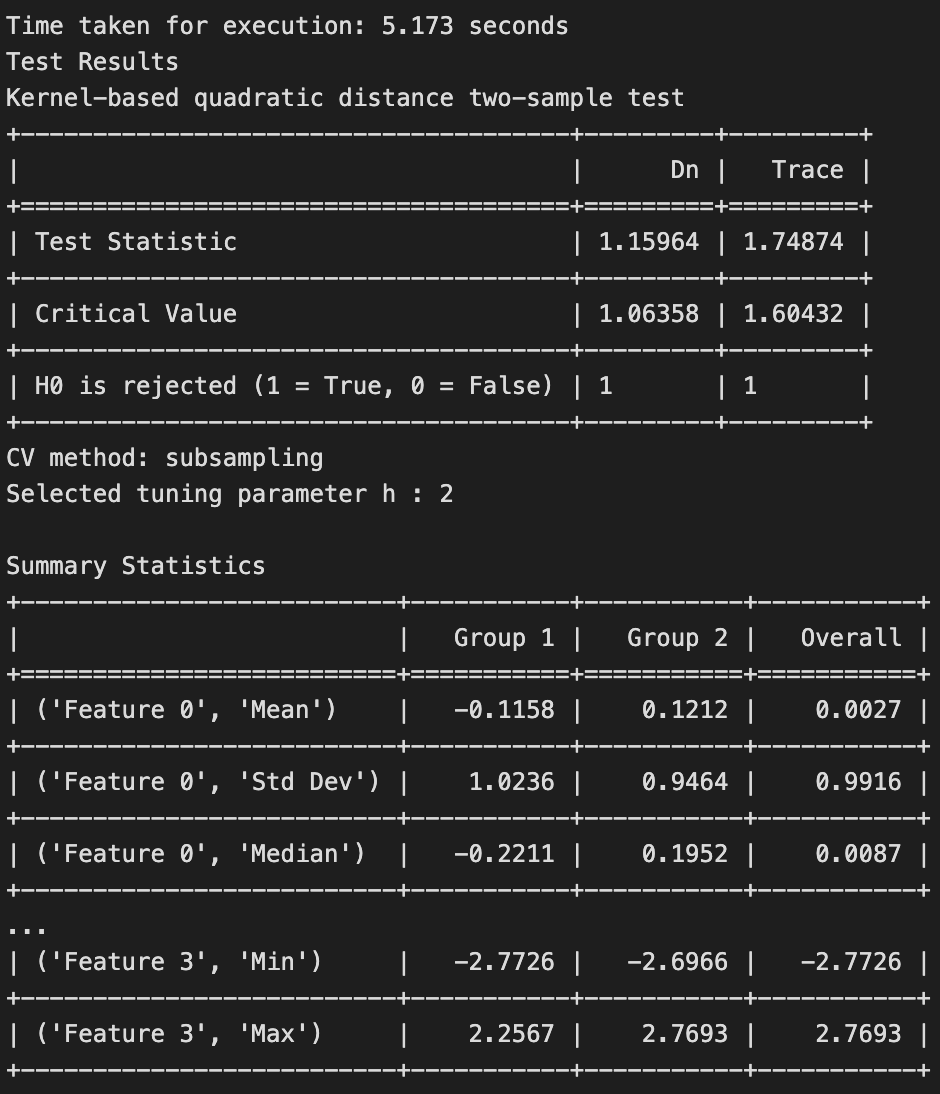 Time taken for execution: 5.173 seconds
Test Results
Kernel-based quadratic distance two-sample test
+--------------------------------------+---------+---------+
|                                      |      Dn |   Trace |
+======================================+=========+=========+
| Test Statistic                       | 1.15964 | 1.74874 |
+--------------------------------------+---------+---------+
| Critical Value                       | 1.06358 | 1.60432 |
+--------------------------------------+---------+---------+
| H0 is rejected (1 = True, 0 = False) | 1       | 1       |
+--------------------------------------+---------+---------+
CV method: subsampling
Selected tuning parameter h : 2

Summary Statistics
+--------------------------+-----------+-----------+-----------+
|                          |   Group 1 |   Group 2 |   Overall |
+==========================+===========+===========+===========+
| ('Feature 0', 'Mean')    |   -0.1158 |    0.1212 |    0.0027 |
+--------------------------+-----------+-----------+-----------+
| ('Feature 0', 'Std Dev') |    1.0236 |    0.9464 |    0.9916 |
+--------------------------+-----------+-----------+-----------+
| ('Feature 0', 'Median')  |   -0.2211 |    0.1952 |    0.0087 |
+--------------------------+-----------+-----------+-----------+
...
| ('Feature 3', 'Min')     |   -2.7726 |   -2.6966 |   -2.7726 |
+--------------------------+-----------+-----------+-----------+
| ('Feature 3', 'Max')     |    2.2567 |    2.7693 |    2.7693 |
+--------------------------+-----------+-----------+-----------+